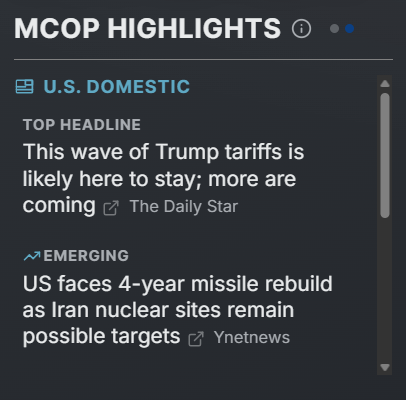 MCOP HIGHLIGHTS
U.S. DOMESTIC
TOP HEADLINE
This wave of Trump tariffs is
likely here to stay; more are
coming The Daily Star
EMERGING
US faces 4-year missile rebuild
as Iran nuclear sites remain
possible targets Ynetnews